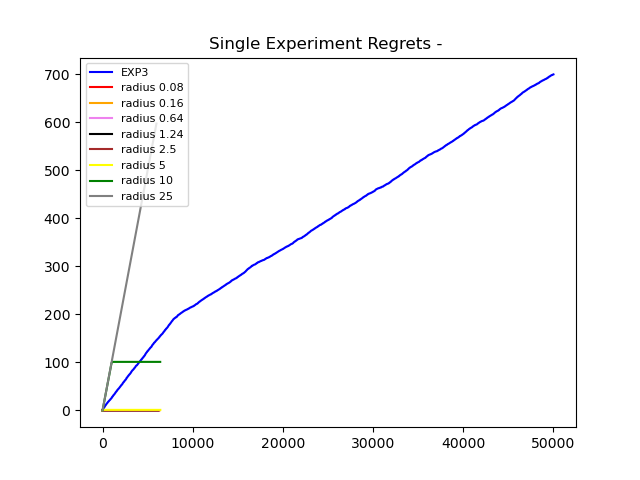 Single Experiment Regrets -
700
600
500
400
300
200
100
0
EXP3
radius 0.08
radius 0.16
radius 0.64
radius 1.24
radius 2.5
radius 5
radius 10
radius 25
0 10000 20000 30000 40000 50000